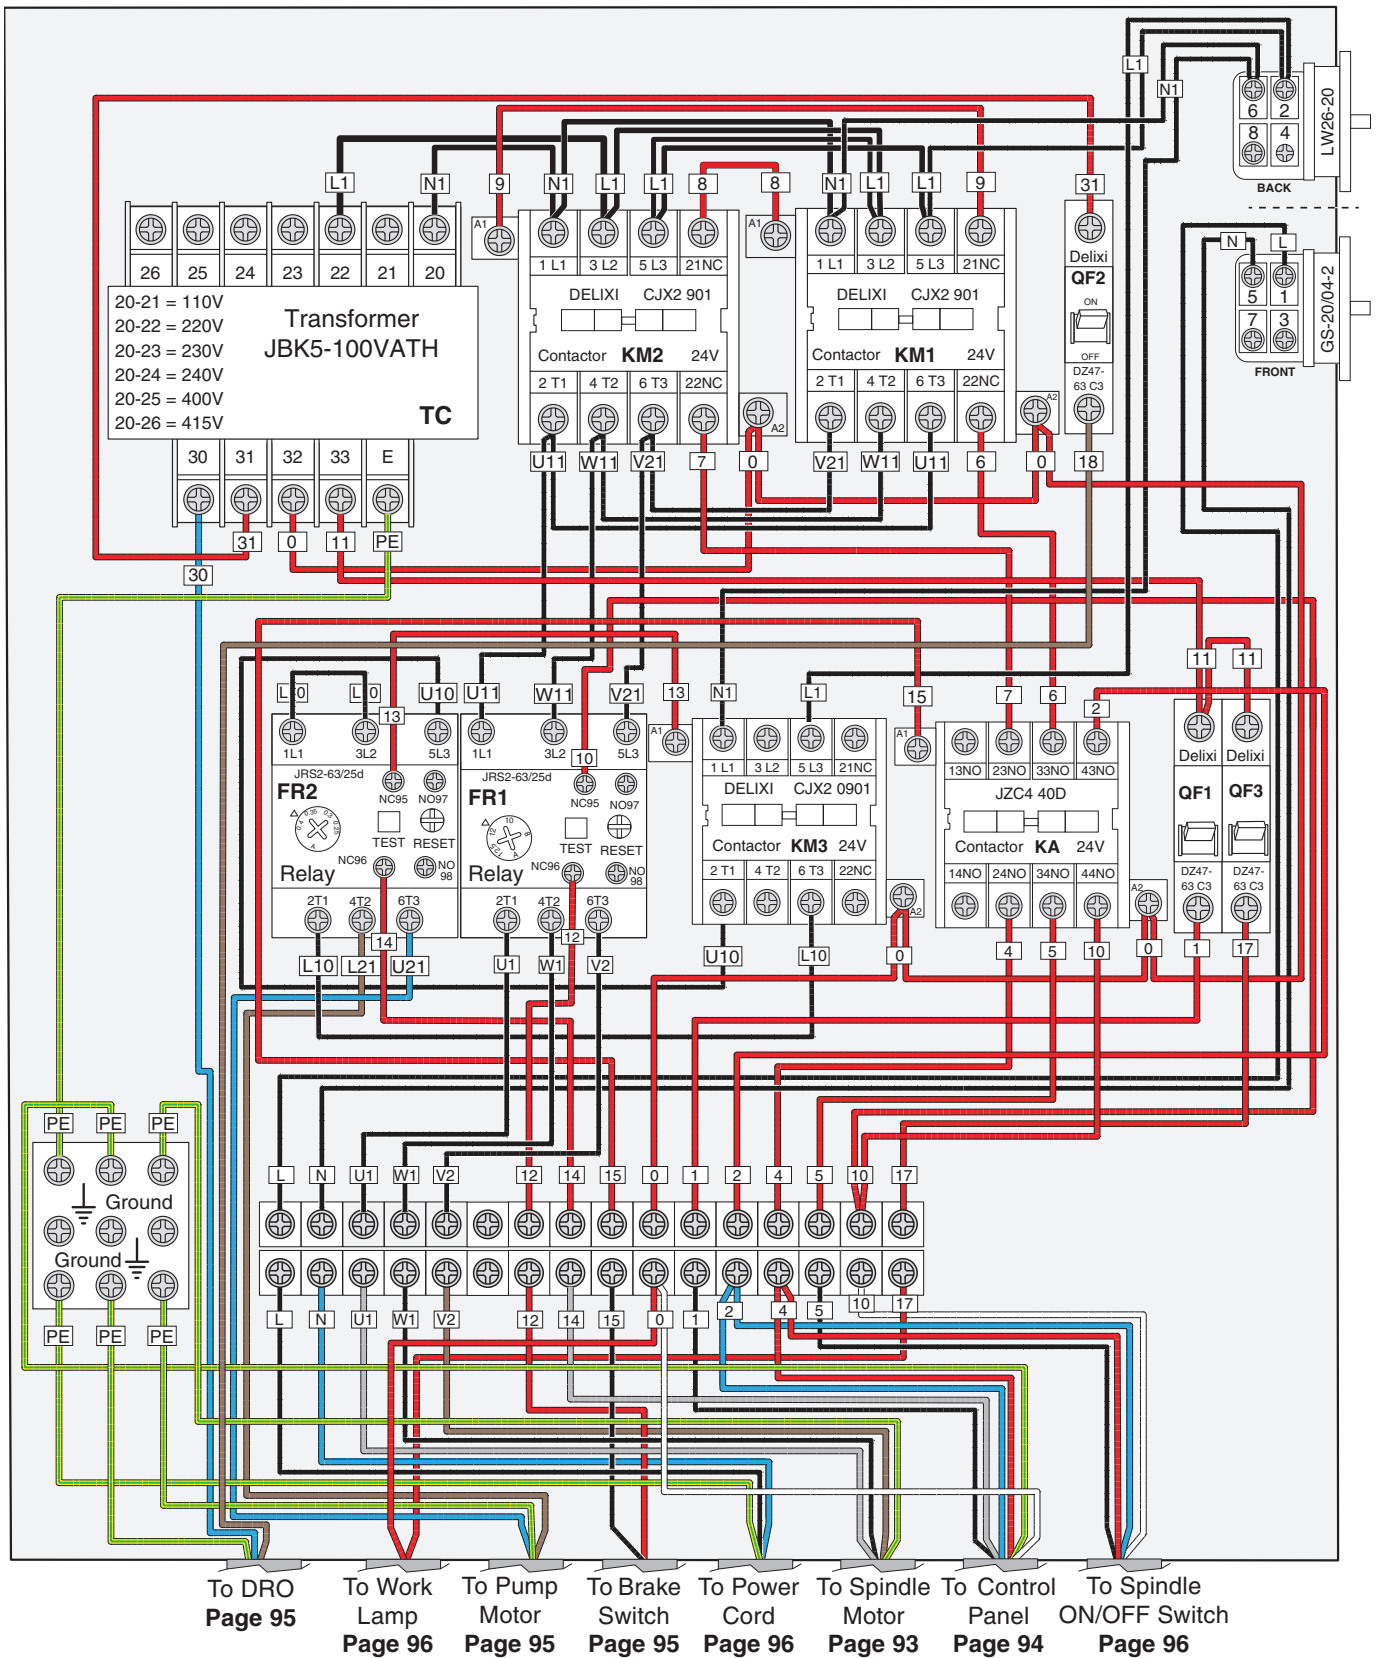 L1
N1
6 2
8 4
LW26-20
BACK
N L
5 1
7 3
GS-20/04-2
FRONT
L1 N1 9 N1 L1 L1 8 8 N1 L1 L1 9 31
A1 A1
26 25 24 23 22 21 20
1 L1 3 L2 5 L3 21NC
1 L1 3 L2 5 L3 21NC
Delixi
QF2
ON
OFF
DZ47-
63 C3
20-21 = 110V
20-22 = 220V
20-23 = 230V
20-24 = 240V
20-25 = 400V
20-26 = 415V
Transformer
JBK5-100VATH
TC
DELIXI CJX2 901
Contactor KM2 24V
2 T1 4 T2 6 T3 22NC
A2
DELIXI CJX2 901
Contactor KM1 24V
2 T1 4 T2 6 T3 22NC
A2
30 31 32 33 E
U11 W11 V21 7 0 V21 W11 U11 6 0 18
31 0 11 PE
30
11 11
L10 L10 U10 U11 W11 V21 13 N1 L1 15 7 6 2
13
10
1L1 3L2 5L3
JRS2-63/25d
FR2
NC95 NO97
0.4 0.35 0.3 0.25
A
TEST RESET
NC96 NO 98
Relay
2T1 4T2 6T3
14
L10 L21 U21
1L1 3L2 5L3
JRS2-63/25d
FR1
NC95 NO97
12.5 12 10 8
A
TEST RESET
NC96 NO 98
Relay
2T1 4T2 6T3
12
U1 W1 V2
A1
1 L1 3 L2 5 L3 21NC
DELIXI CJX2 0901
Contactor KM3 24V
2 T1 4 T2 6 T3 22NC
A2
U10 L10 0
A1
13NO 23NO 33NO 43NO
JZC4 40D
Contactor KA 24V
14NO 24NO 34NO 44NO
A2
4 5 10 0
Delixi Delixi
QF1 QF3
DZ47-
63 C3
DZ47-
63 C3
1 17
PE PE PE
Ground
Ground
PE PE PE
L N U1 W1 V2 12 14 15 0 1 2 4 5 10 17
L N U1 W1 V2 12 14 15 0 1 2 4 5 10 17
To DRO
Page 95
To Work
Lamp
Page 96
To Pump
Motor
Page 95
To Brake
Switch
Page 95
To Power
Cord
Page 96
To Spindle
Motor
Page 93
To Control
Panel
Page 94
To Spindle
ON/OFF Switch
Page 96